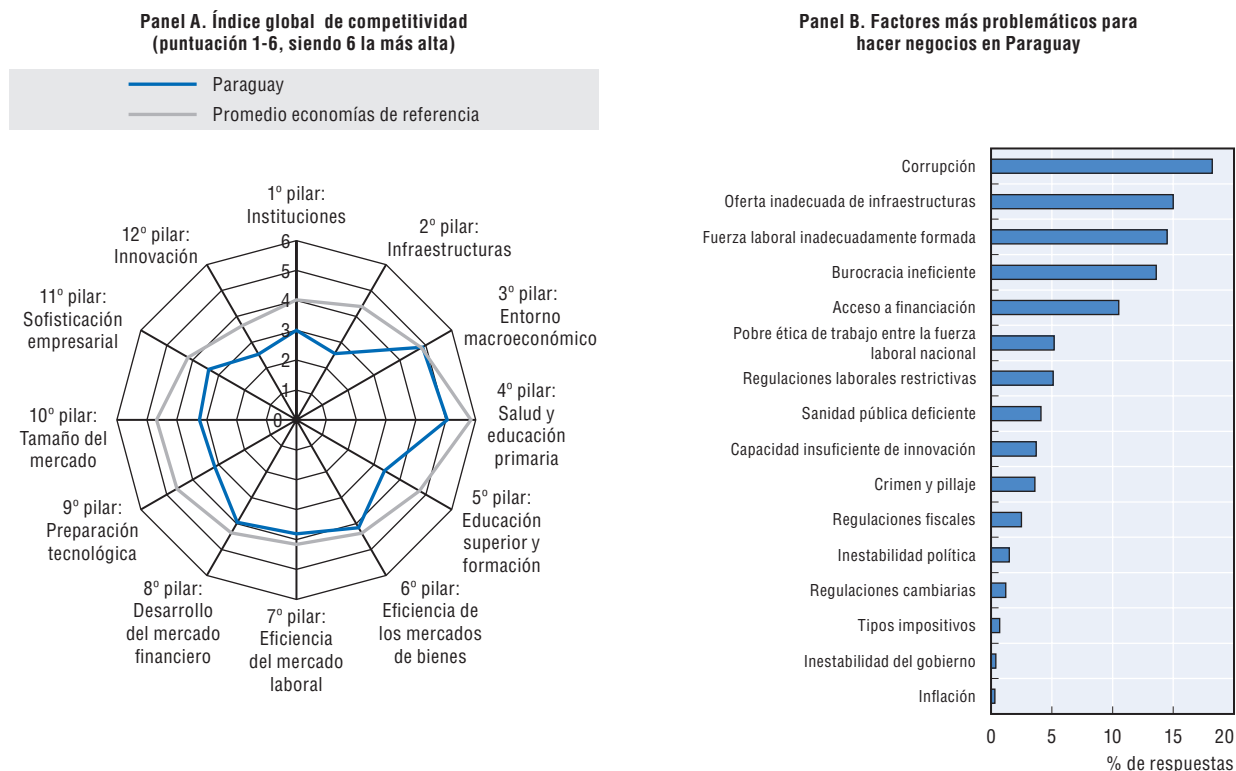 Panel A. Índice global de competitividad
(puntuación 1-6, siendo 6 la más alta)
Paraguay
Promedio economías de referencia
1º pilar:
Instituciones
2º pilar:
Infraestructuras
3º pilar:
Entorno
macroeconómico
4º pilar:
Salud y
educación
primaria
5º pilar:
Educación
superior y
formación
6º pilar:
Eficiencia de
los mercados
de bienes
7º pilar:
Eficiencia
del mercado
laboral
8º pilar:
Desarrollo
del mercado
financiero
9º pilar:
Preparación
tecnológica
10º pilar:
Tamaño del
mercado
11º pilar:
Sofisticación
empresarial
12º pilar:
Innovación
6
5
4
3
2
1
0
Panel B. Factores más problemáticos para
hacer negocios en Paraguay
Corrupción
Oferta inadecuada de infraestructuras
Fuerza laboral inadecuadamente formada
Burocracia ineficiente
Acceso a financiación
Pobre ética de trabajo entre la fuerza
laboral nacional
Regulaciones laborales restrictivas
Sanidad pública deficiente
Capacidad insuficiente de innovación
Crimen y pillaje
Regulaciones fiscales
Inestabilidad política
Regulaciones cambiarias
Tipos impositivos
Inestabilidad del gobierno
Inflación
0 5 10 15 20
% de respuestas